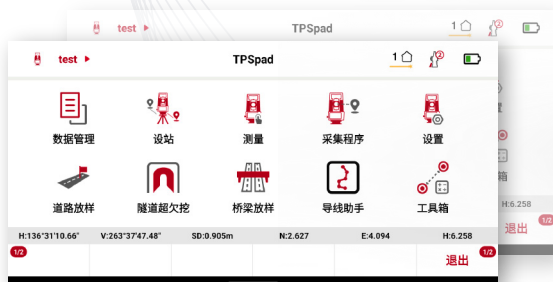 test TPSpad 1 2
test TPSpad 1 2
数据管理 设站 测量 采集程序 设置
道路放样 隧道超欠挖 桥梁放样 导线助手 工具箱
箱
H:136°31'10.66" V:263°37'47.48" SD:0.905m N:2.627 E:4.094 H:6.258
H:6.258
1/2 退出 1/2
退出 1/2